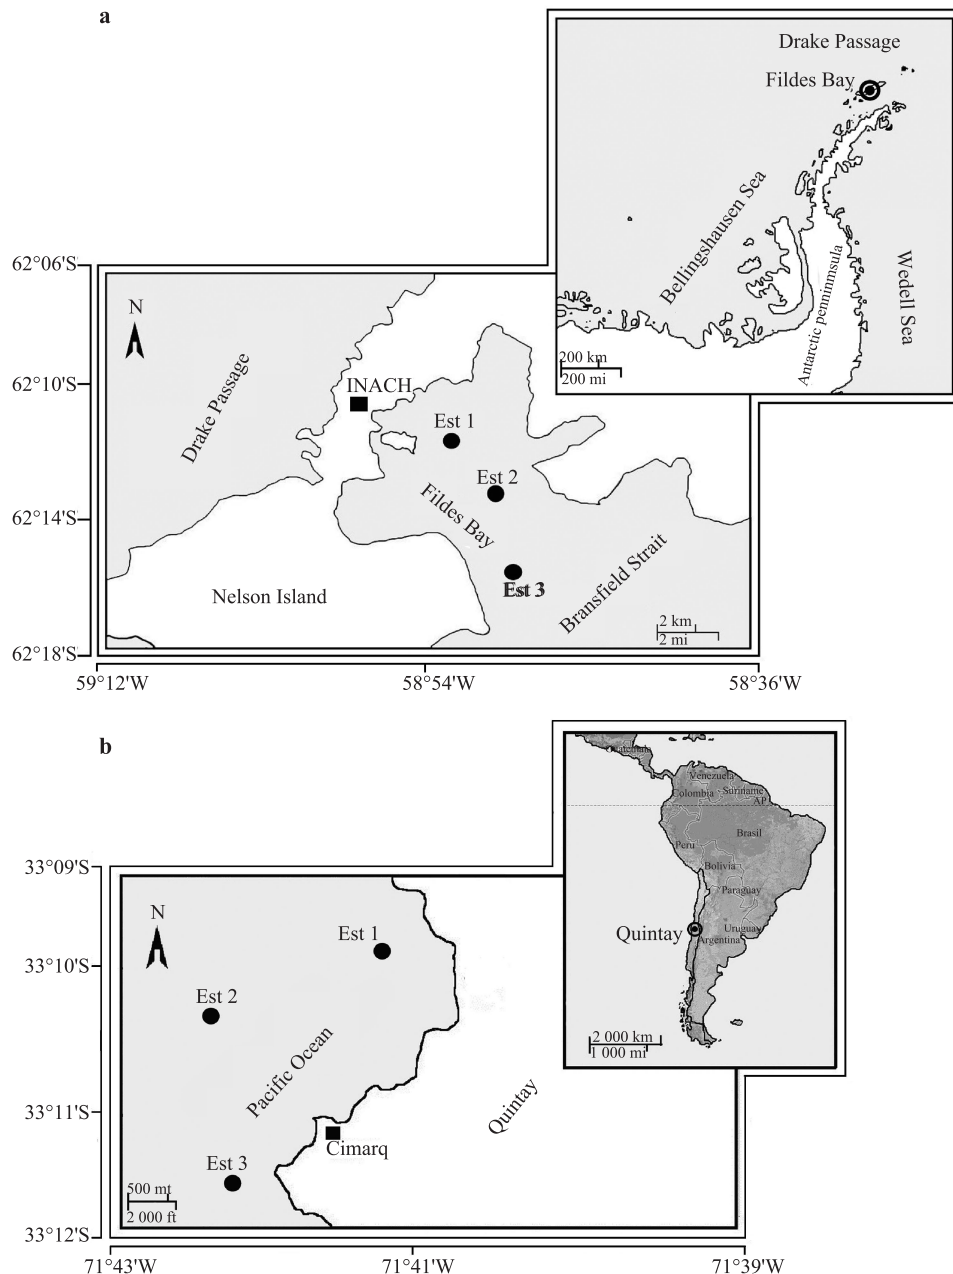 a
Drake Passage
Fildes Bay
Bellingshausen Sea
Antarctic penninmsula
Wedell Sea
200 km
200 mi
62°06'S
62°10'S
62°14'S
62°18'S
N
Drake Passage
INACH
Est 1
Est 2
Fildes Bay
Est 3
Nelson Island
Bransfield Strait
2 km
2 mi
59°12'W
58°54'W
58°36'W
b
Guatemala
Venezuela
Colombia
Suriname
AP
Brasil
Peru
Bolivia
Paraguay
Uruguay
Quintay
Argentina
2 000 km
1 000 mi
33°09'S
33°10'S
33°11'S
33°12'S
N
Est 1
Est 2
Pacific Ocean
Quintay
Cimarq
Est 3
500 mt
2 000 ft
71°43'W
71°41'W
71°39'W